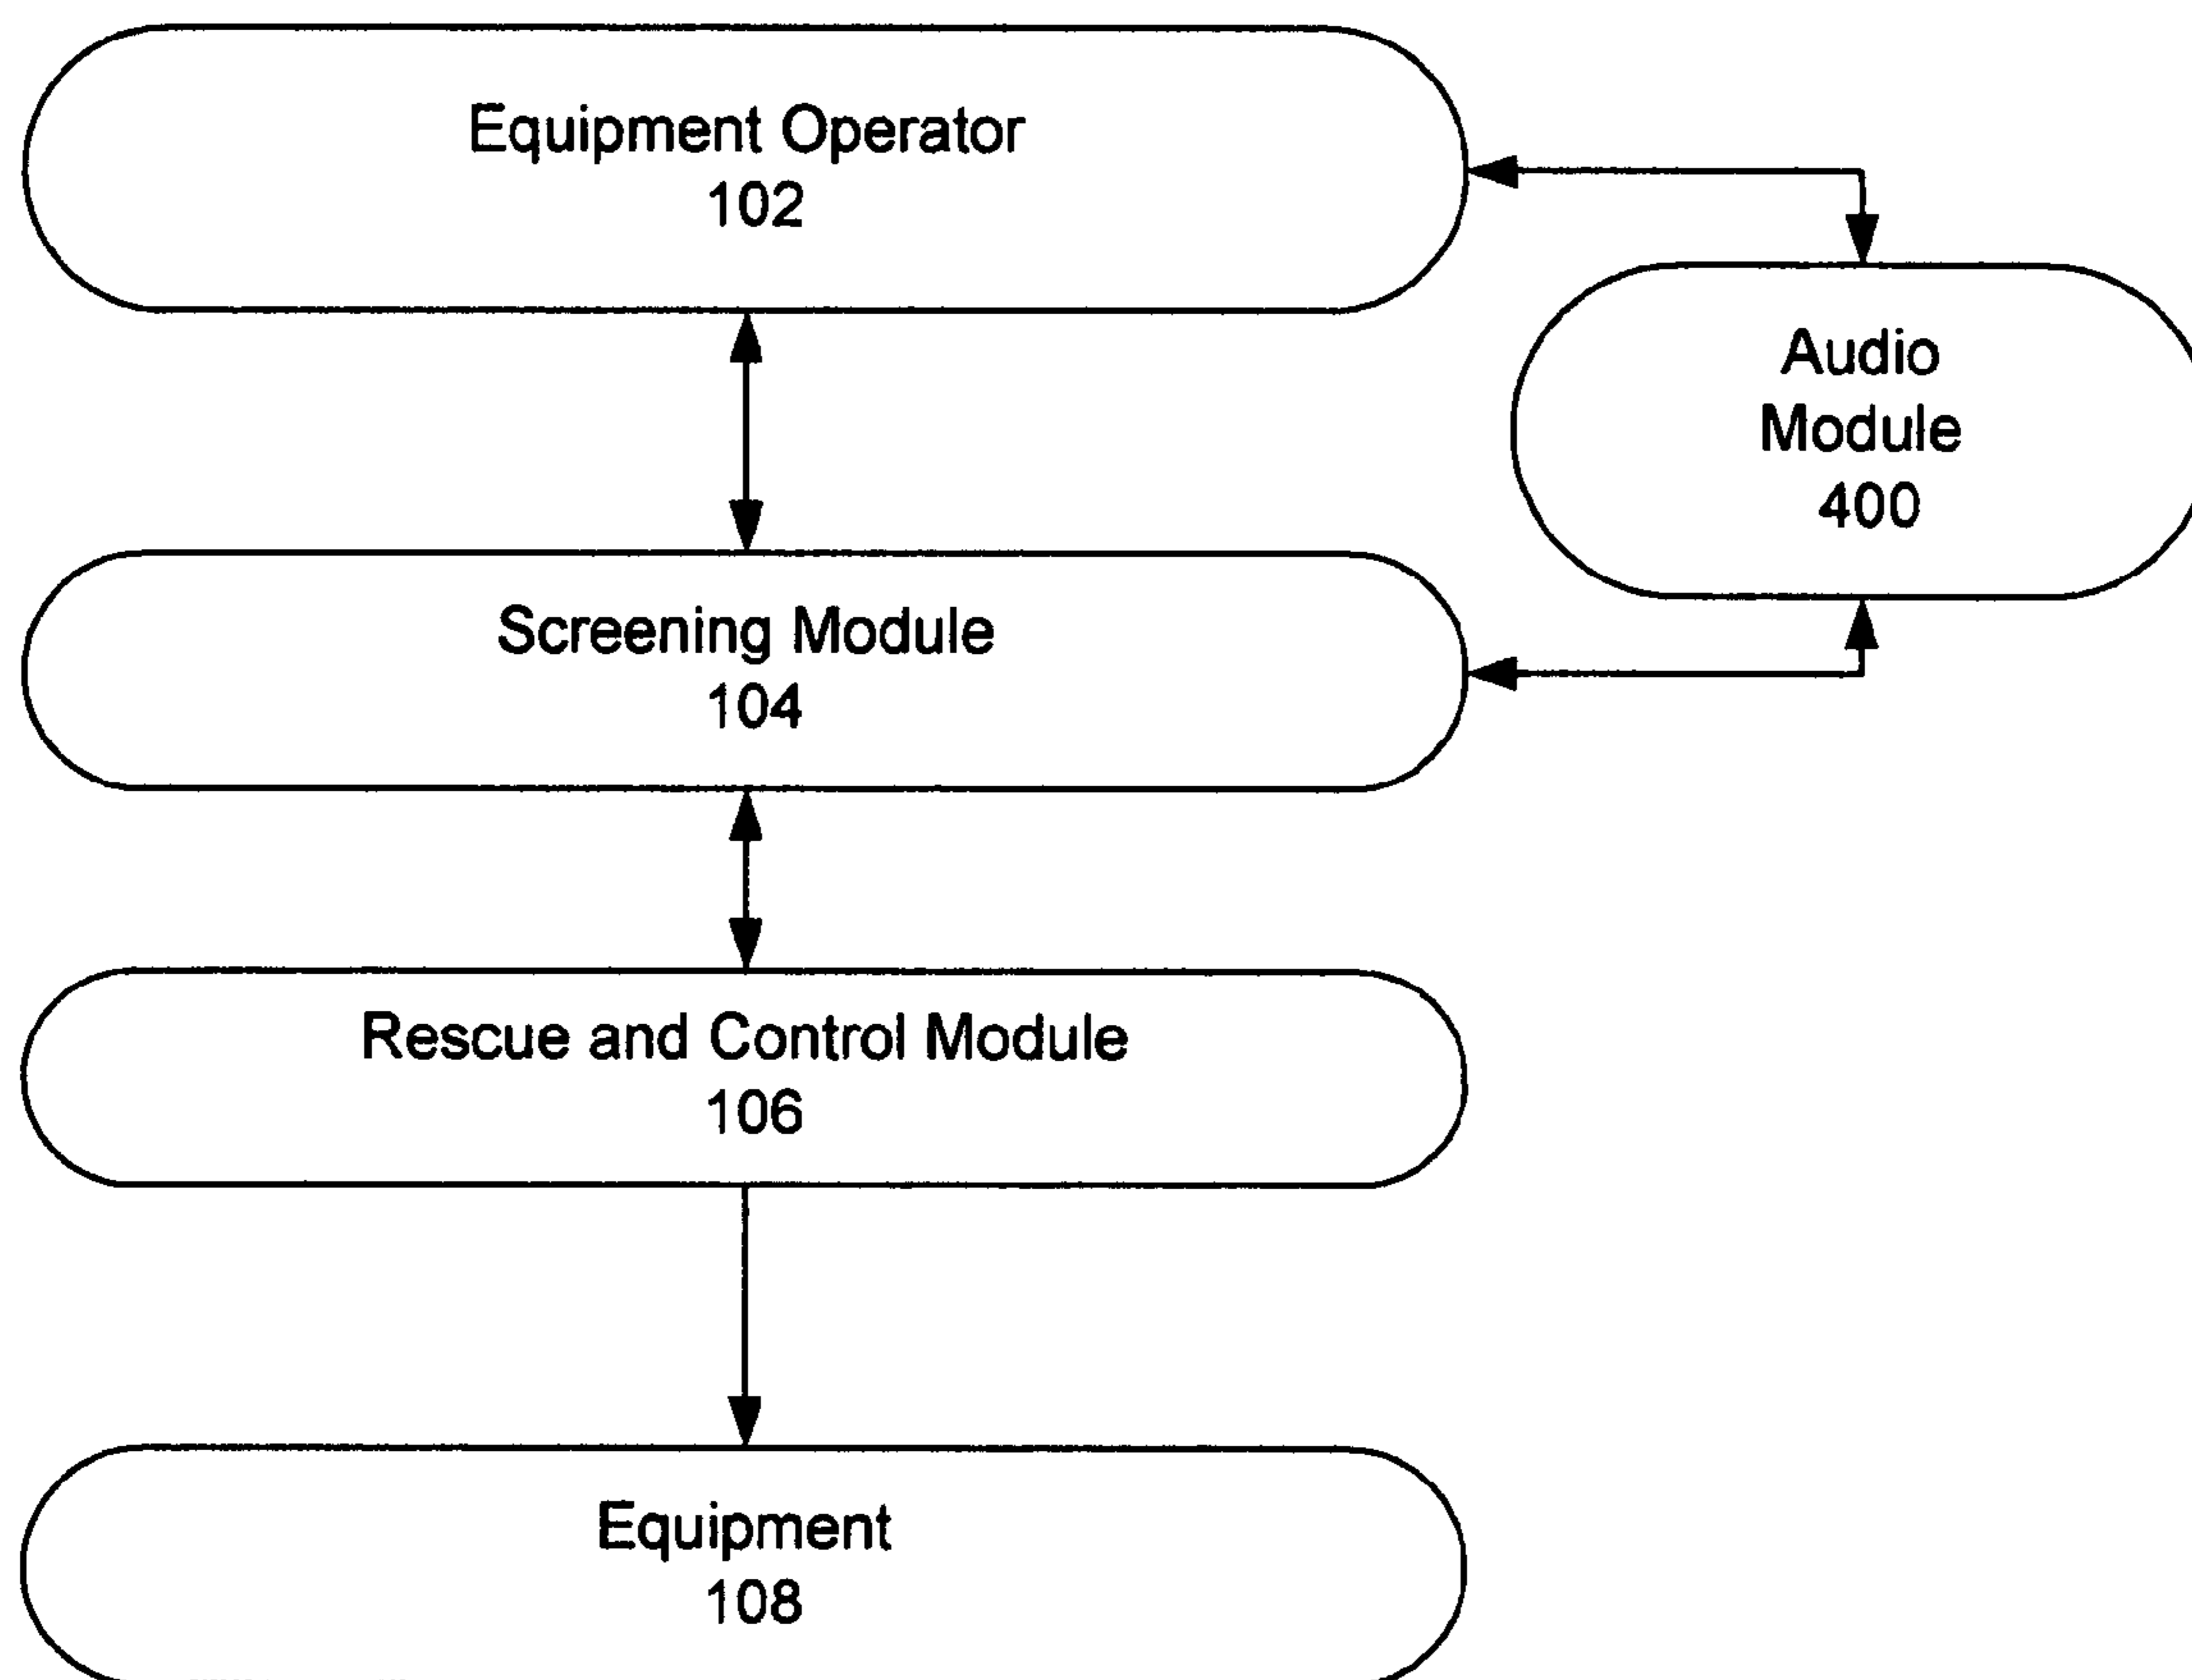 Equipment Operator
102
Audio
Module
400
Screening Module
104
Rescue and Control Module
106
Equipment
108